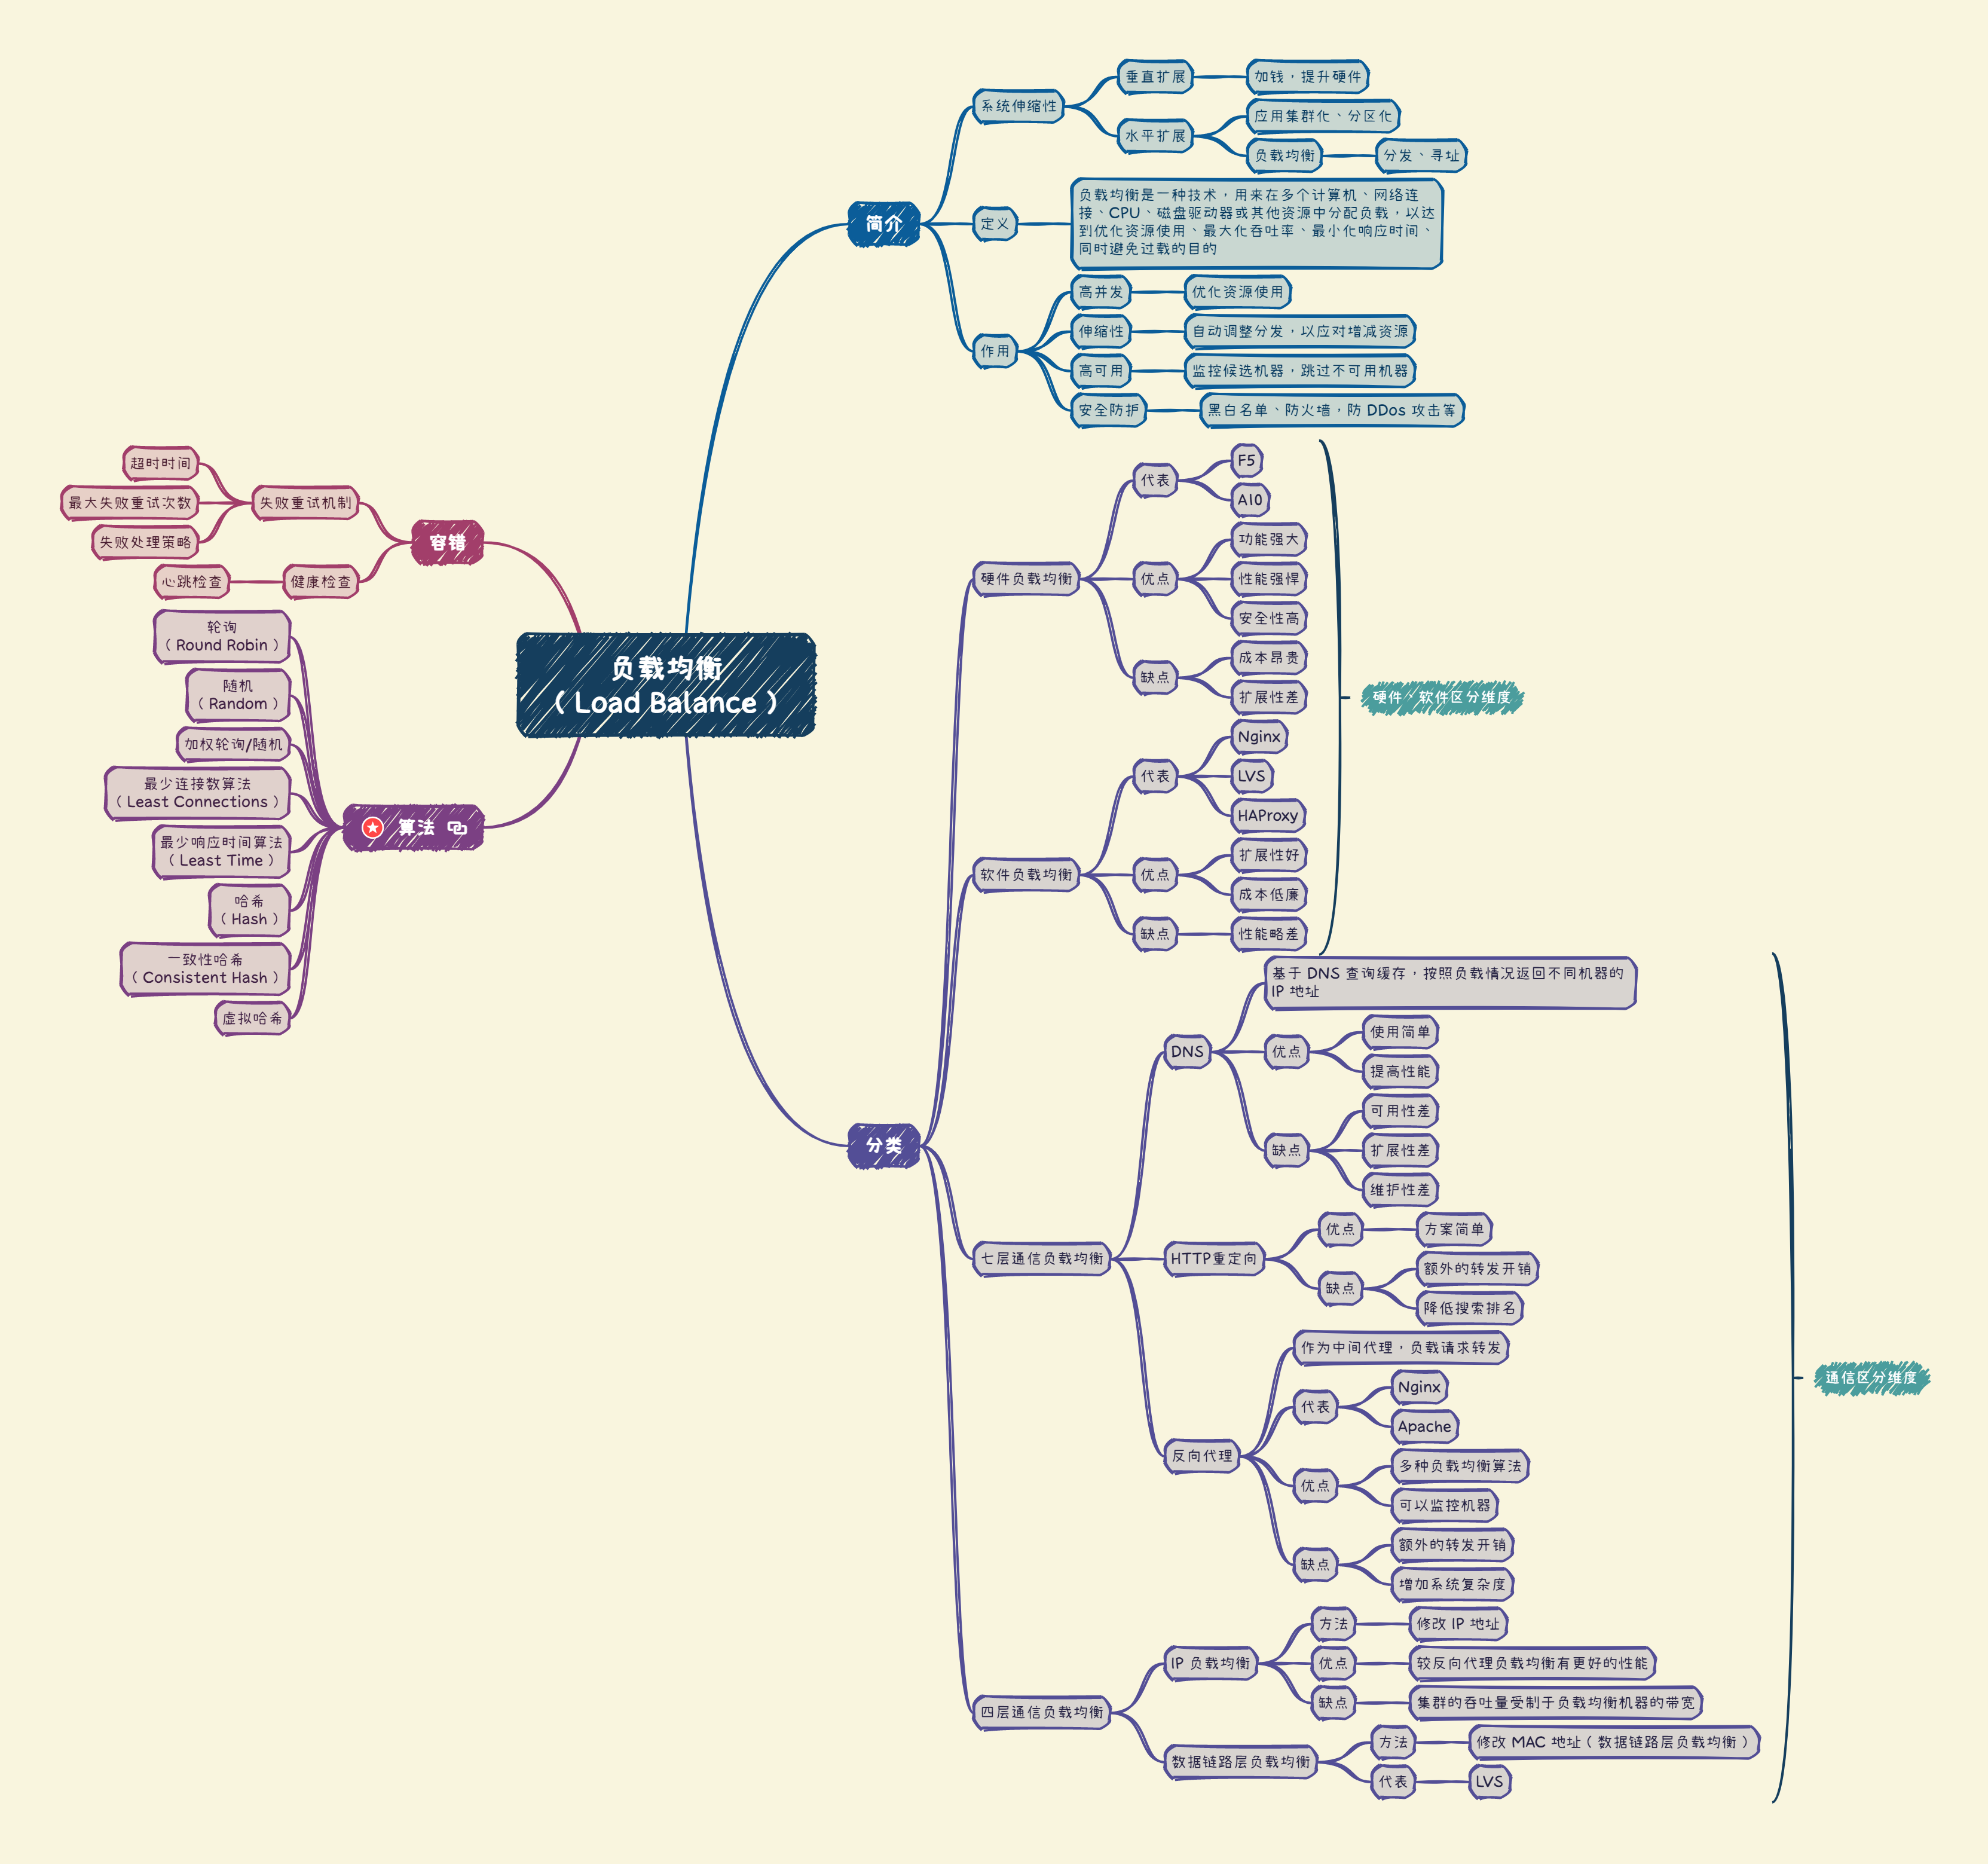 负载均衡
（ Load Balance ）
简介
系统伸缩性
垂直扩展
加钱，提升硬件
水平扩展
应用集群化、分区化
负载均衡
分发、寻址
定义
负载均衡是一种技术，用来在多个计算机、网络连
接、CPU、磁盘驱动器或其他资源中分配负载，以达
到优化资源使用、最大化吞吐率、最小化响应时间、
同时避免过载的目的
作用
高并发
优化资源使用
伸缩性
自动调整分发，以应对增减资源
高可用
监控候选机器，跳过不可用机器
安全防护
黑白名单、防火墙，防 DDos 攻击等
分类
硬件负载均衡
代表
F5
A10
优点
功能强大
性能强悍
安全性高
缺点
成本昂贵
扩展性差
软件负载均衡
代表
Nginx
LVS
HAProxy
优点
扩展性好
成本低廉
缺点
性能略差
硬件、软件区分维度
七层通信负载均衡
DNS
基于 DNS 查询缓存，按照负载情况返回不同机器的
IP 地址
优点
使用简单
提高性能
缺点
可用性差
扩展性差
维护性差
HTTP重定向
优点
方案简单
缺点
额外的转发开销
降低搜索排名
反向代理
作为中间代理，负载请求转发
代表
Nginx
Apache
优点
多种负载均衡算法
可以监控机器
缺点
额外的转发开销
增加系统复杂度
四层通信负载均衡
IP 负载均衡
方法
修改 IP 地址
优点
较反向代理负载均衡有更好的性能
缺点
集群的吞吐量受制于负载均衡机器的带宽
数据链路层负载均衡
方法
修改 MAC 地址（ 数据链路层负载均衡 ）
代表
LVS
通信区分维度
容错
失败重试机制
超时时间
最大失败重试次数
失败处理策略
健康检查
心跳检查
算法
轮询
（ Round Robin ）
随机
（ Random ）
加权轮询/随机
最少连接数算法
（ Least Connections ）
最少响应时间算法
（ Least Time ）
哈希
（ Hash ）
一致性哈希
（ Consistent Hash ）
虚拟哈希